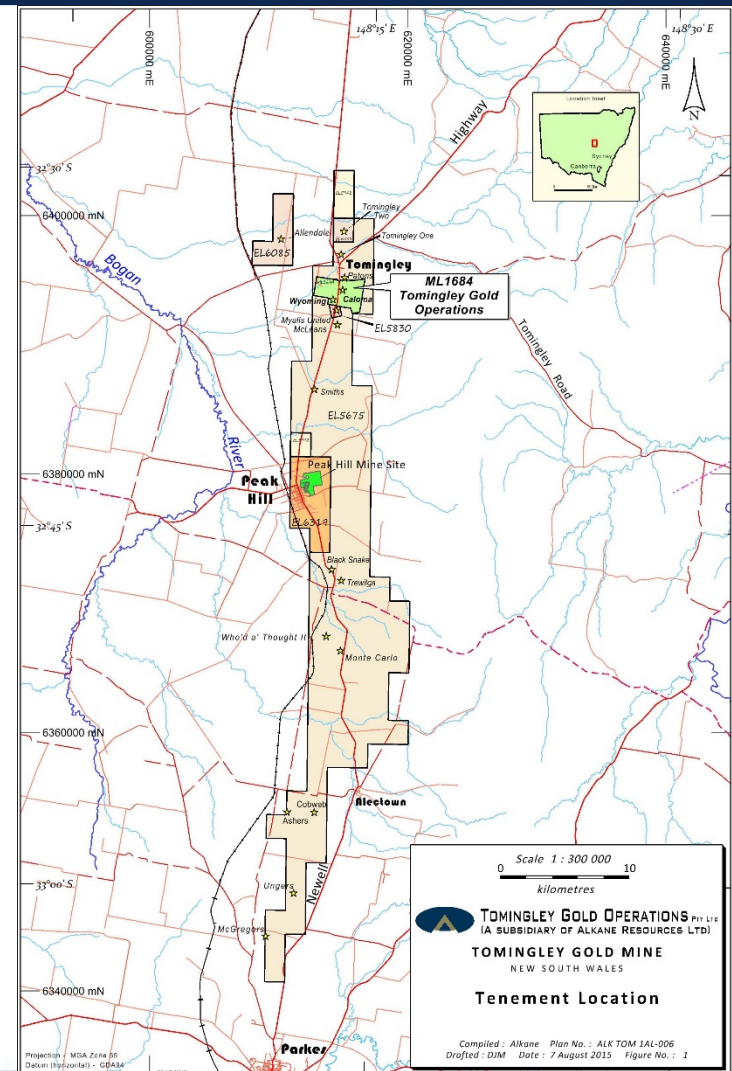 600000 mE
148°15' E
620000 mE
640000 mE
148°30' E
Highway
N
Location Inset
Sydney
Canberra
32°30' S
6400000 mN
Bogan
River
Tomingley
Two
Allendale
Tomingley One
EL6085
Tomingley
Patons
ML1684
Tomingley Gold
Operations
Wyoming
Caloma
Myalls United
McLeans
EL5830
Tomingley Road
Smiths
EL5675
6380000 mN
Peak Hill Mine Site
Peak
Hill
32°45' S
EL6319
Black Snake
Trewilga
Who'd a' Thought It
Monte Carlo
6360000 mN
Alectown
Cobweb
Ashers
33°00' S
Ungers
Newell
McGregors
6340000 mN
Parkes
Scale 1 : 300 000
0 10
kilometres
TOMINGLEY GOLD OPERATIONS PTY LTD
(A SUBSIDIARY OF ALKANE RESOURCES LTD)
TOMINGLEY GOLD MINE
NEW SOUTH WALES
Tenement Location
Compiled : Alkane Plan No. : ALK TOM 1AL-006
Drafted : DJM Date : 7 August 2015 Figure No. : 1
Projection : MGA Zone 55
Datum (horizontal) - GDA94